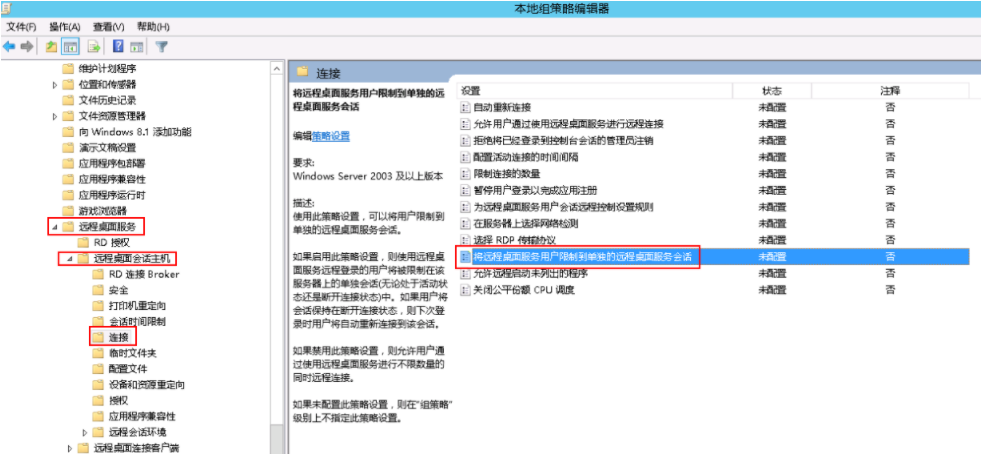 本地组策略编辑器
文件(F) 操作(A) 查看(V) 帮助(H)
维护计划程序
位置和传感器
文件历史记录
文件资源管理器
向 Windows 8.1 添加功能
演示文稿设置
应用程序包部署
应用程序兼容性
应用程序运行时
游戏浏览器
远程桌面服务
RD 授权
远程桌面会话主机
RD 连接 Broker
安全
打印机重定向
会话时间限制
连接
临时文件夹
配置文件
设备和资源重定向
授权
应用程序兼容性
远程会话环境
远程桌面连接客户端
连接
将远程桌面服务用户限制到单独的远
程桌面服务会话
编辑策略设置
要求:
Windows Server 2003 及以上版本
描述:
使用此策略设置，可以将用户限制到
单独的远程桌面服务会话。
如果启用此策略设置，则使用远程桌
面服务远程登录的用户将被限制在该
服务器上的单独会话(无论处于活动状
态还是断开连接状态)中。如果用户将
会话保持在断开连接状态，则下次登
录时用户将自动重新连接到该会话。
如果禁用此策略设置，则允许用户通
过使用远程桌面服务进行不限数量的
同时远程连接。
如果未配置此策略设置，则在"组策略"
级别上不指定此策略设置。
设置 状态 注释
自动重新连接 未配置 否
允许用户通过使用远程桌面服务进行远程连接 未配置 否
拒绝将已经登录到控制台会话的管理员注销 未配置 否
配置活动连接的时间间隔 未配置 否
限制连接的数量 未配置 否
暂停用户登录以完成应用注册 未配置 否
为远程桌面服务用户会话远程控制设置规则 未配置 否
在服务器上选择网络检测 未配置 否
选择 RDP 传输协议 未配置 否
将远程桌面服务用户限制到单独的远程桌面服务会话 未配置 否
允许远程启动未列出的程序 未配置 否
关闭公平份额 CPU 调度 未配置 否